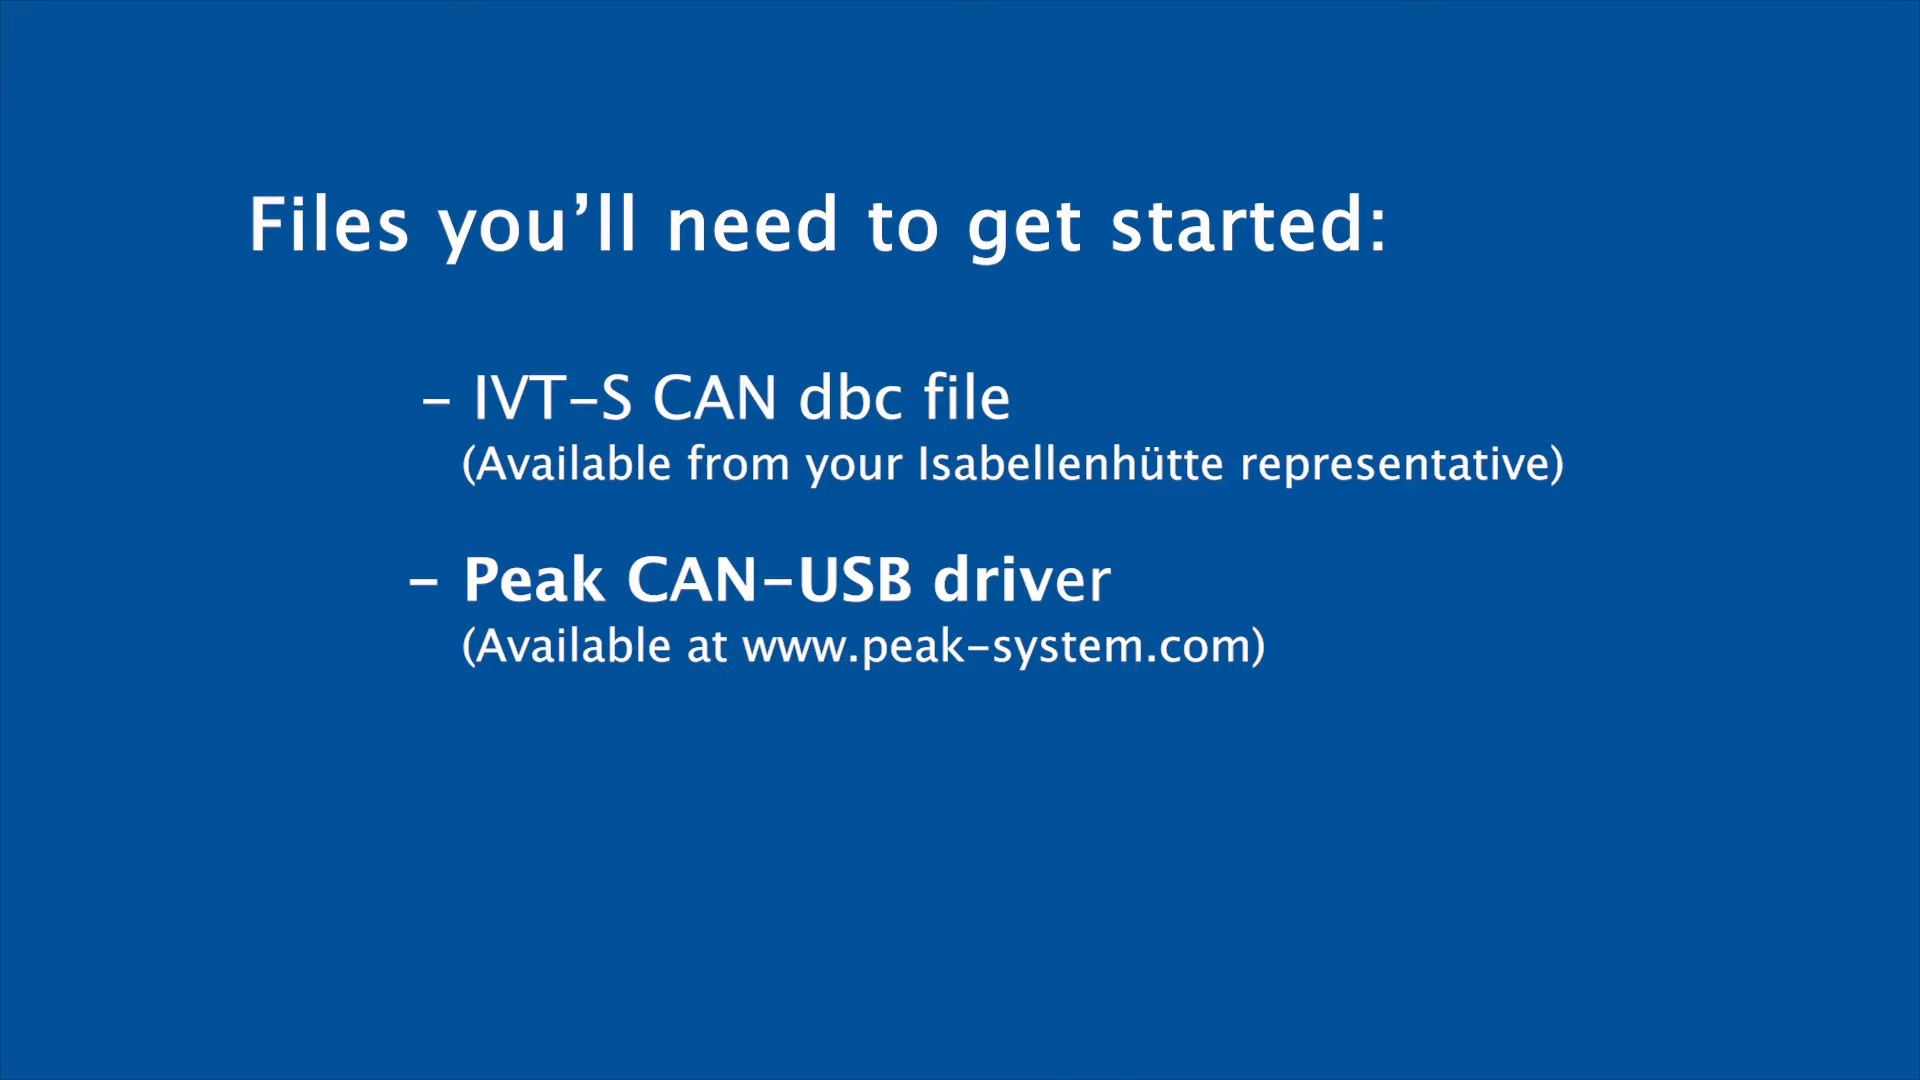 Files you’ll need to get started:
– IVT–S CAN dbc file
(Available from your Isabellenhütte representative)
– Peak CAN–USB driver
(Available at www.peak–system.com)